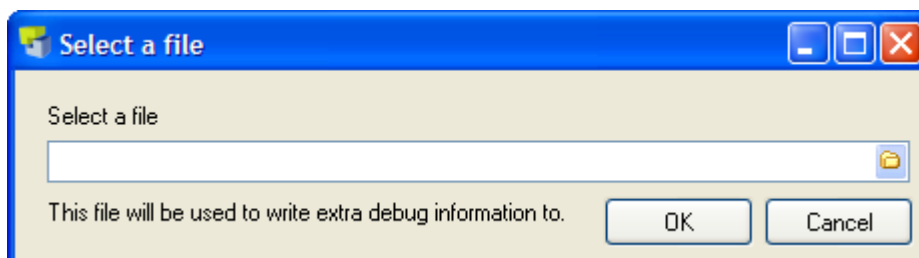 Select a file
Select a file
This file will be used to write extra debug information to.
OK
Cancel